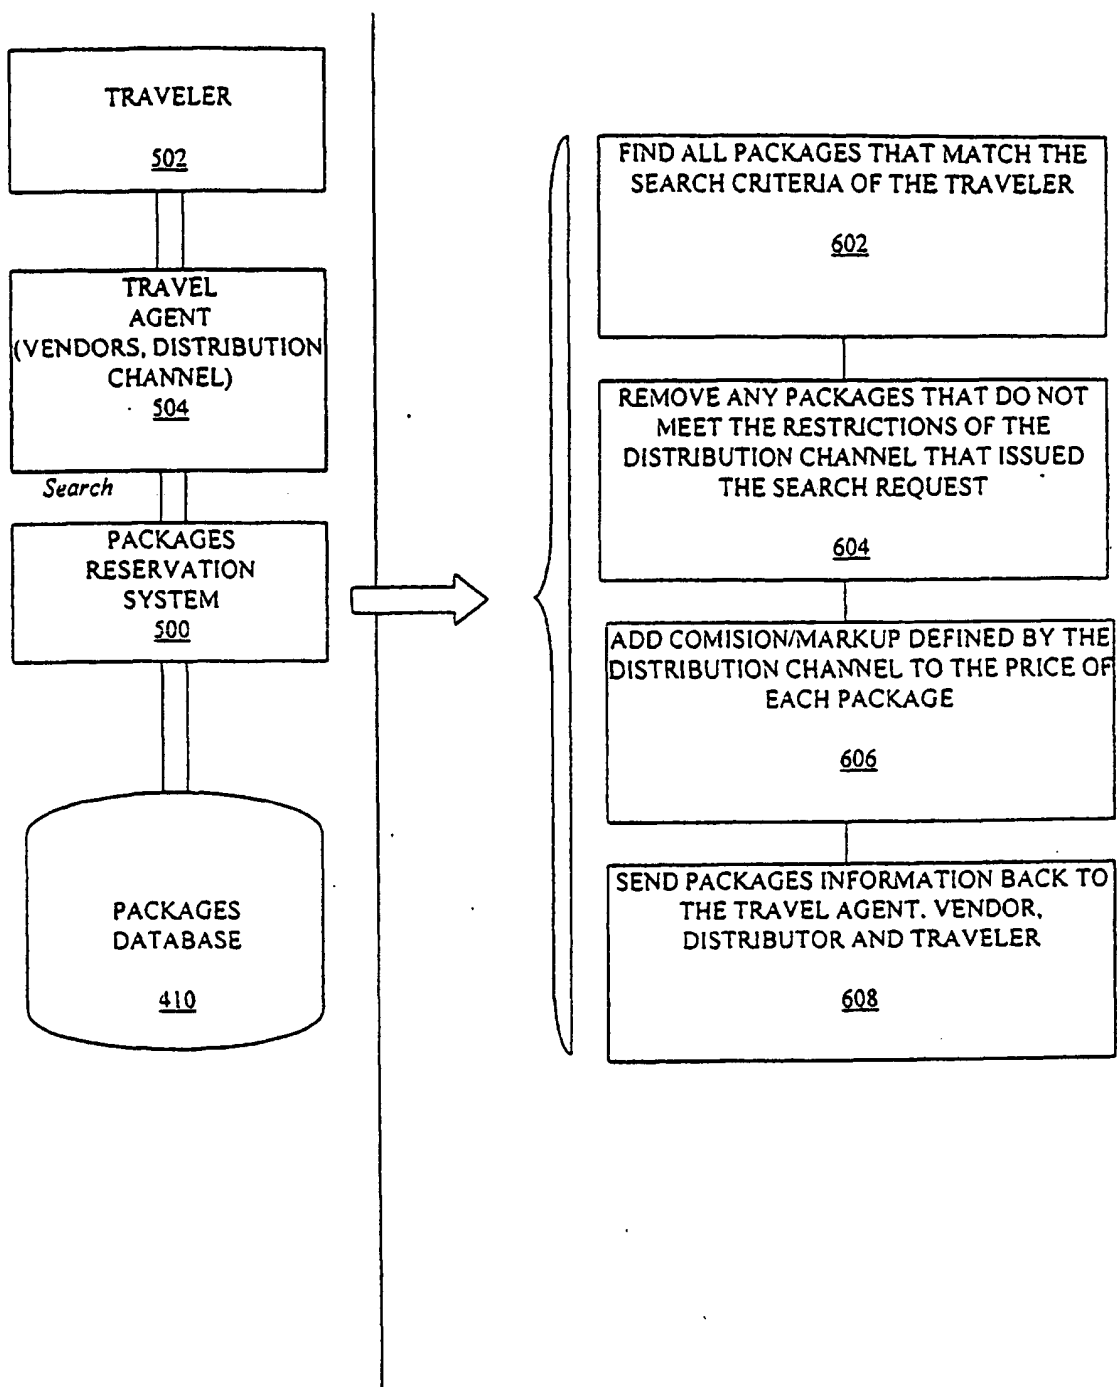 TRAVELER
502
TRAVEL
AGENT
(VENDORS, DISTRIBUTION
CHANNEL)
504
Search
PACKAGES
RESERVATION
SYSTEM
500
PACKAGES
DATABASE
410
FIND ALL PACKAGES THAT MATCH THE
SEARCH CRITERIA OF THE TRAVELER
602
REMOVE ANY PACKAGES THAT DO NOT
MEET THE RESTRICTIONS OF THE
DISTRIBUTION CHANNEL THAT ISSUED
THE SEARCH REQUEST
604
ADD COMISION/MARKUP DEFINED BY THE
DISTRIBUTION CHANNEL TO THE PRICE OF
EACH PACKAGE
606
SEND PACKAGES INFORMATION BACK TO
THE TRAVEL AGENT, VENDOR,
DISTRIBUTOR AND TRAVELER
608